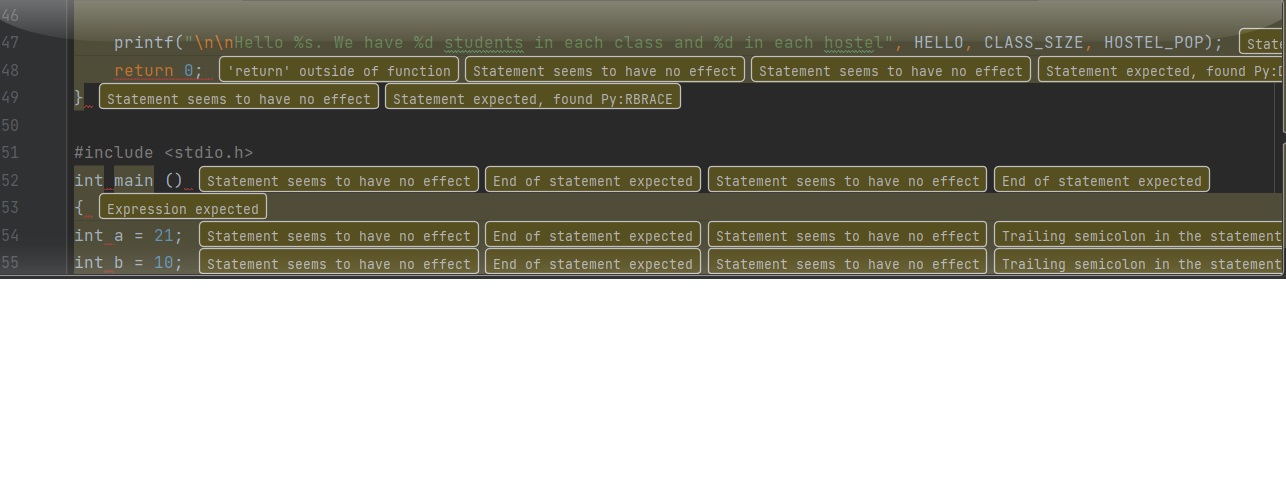 46
47 printf("\n\nHello %s. We have %d students in each class and %d in each hostel", HELLO, CLASS_SIZE, HOSTEL_POP);
48 return 0; 'return' outside of function Statement seems to have no effect Statement seems to have no effect Statement expected, found
49 } Statement seems to have no effect Statement expected, found Py:RBRACE
50
51 #include <stdio.h>
52 int main () Statement seems to have no effect End of statement expected Statement seems to have no effect End of statement expected
53 { Expression expected
54 int a = 21; Statement seems to have no effect End of statement expected Statement seems to have no effect Trailing semicolon in the statement
55 int b = 10; Statement seems to have no effect End of statement expected Statement seems to have no effect Trailing semicolon in the statement